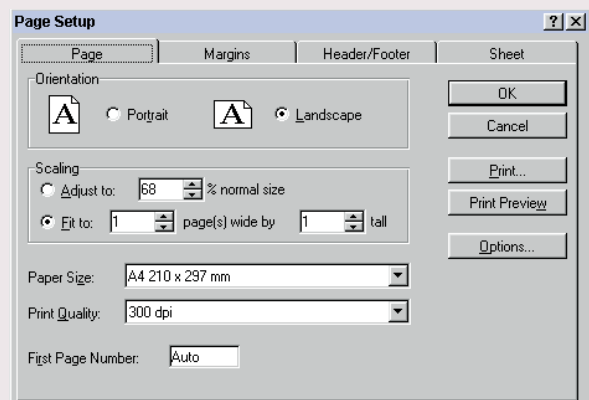 Page Setup
Page Margins Header/Footer Sheet
Orientation
A Portrait A Landscape
Scaling
Adjust to: 68 % normal size
Fit to: 1 page(s) wide by 1 tall
Paper Size: A4 210 x 297 mm
Print Quality: 300 dpi
First Page Number: Auto
OK
Cancel
Print...
Print Preview
Options...